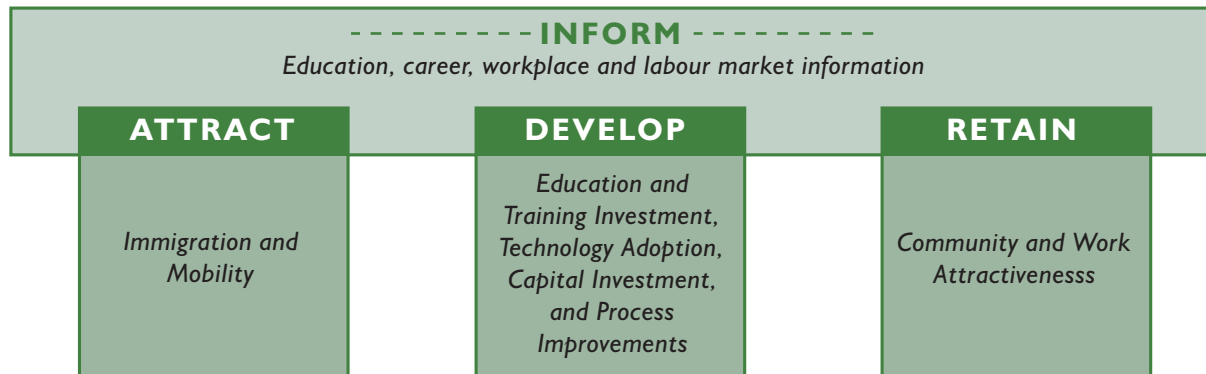 INFORM
Education, career, workplace and labour market information
ATTRACT
Immigration and
Mobility
DEVELOP
Education and
Training Investment,
Technology Adoption,
Capital Investment,
and Process
Improvements
RETAIN
Community and Work
Attractivenesss